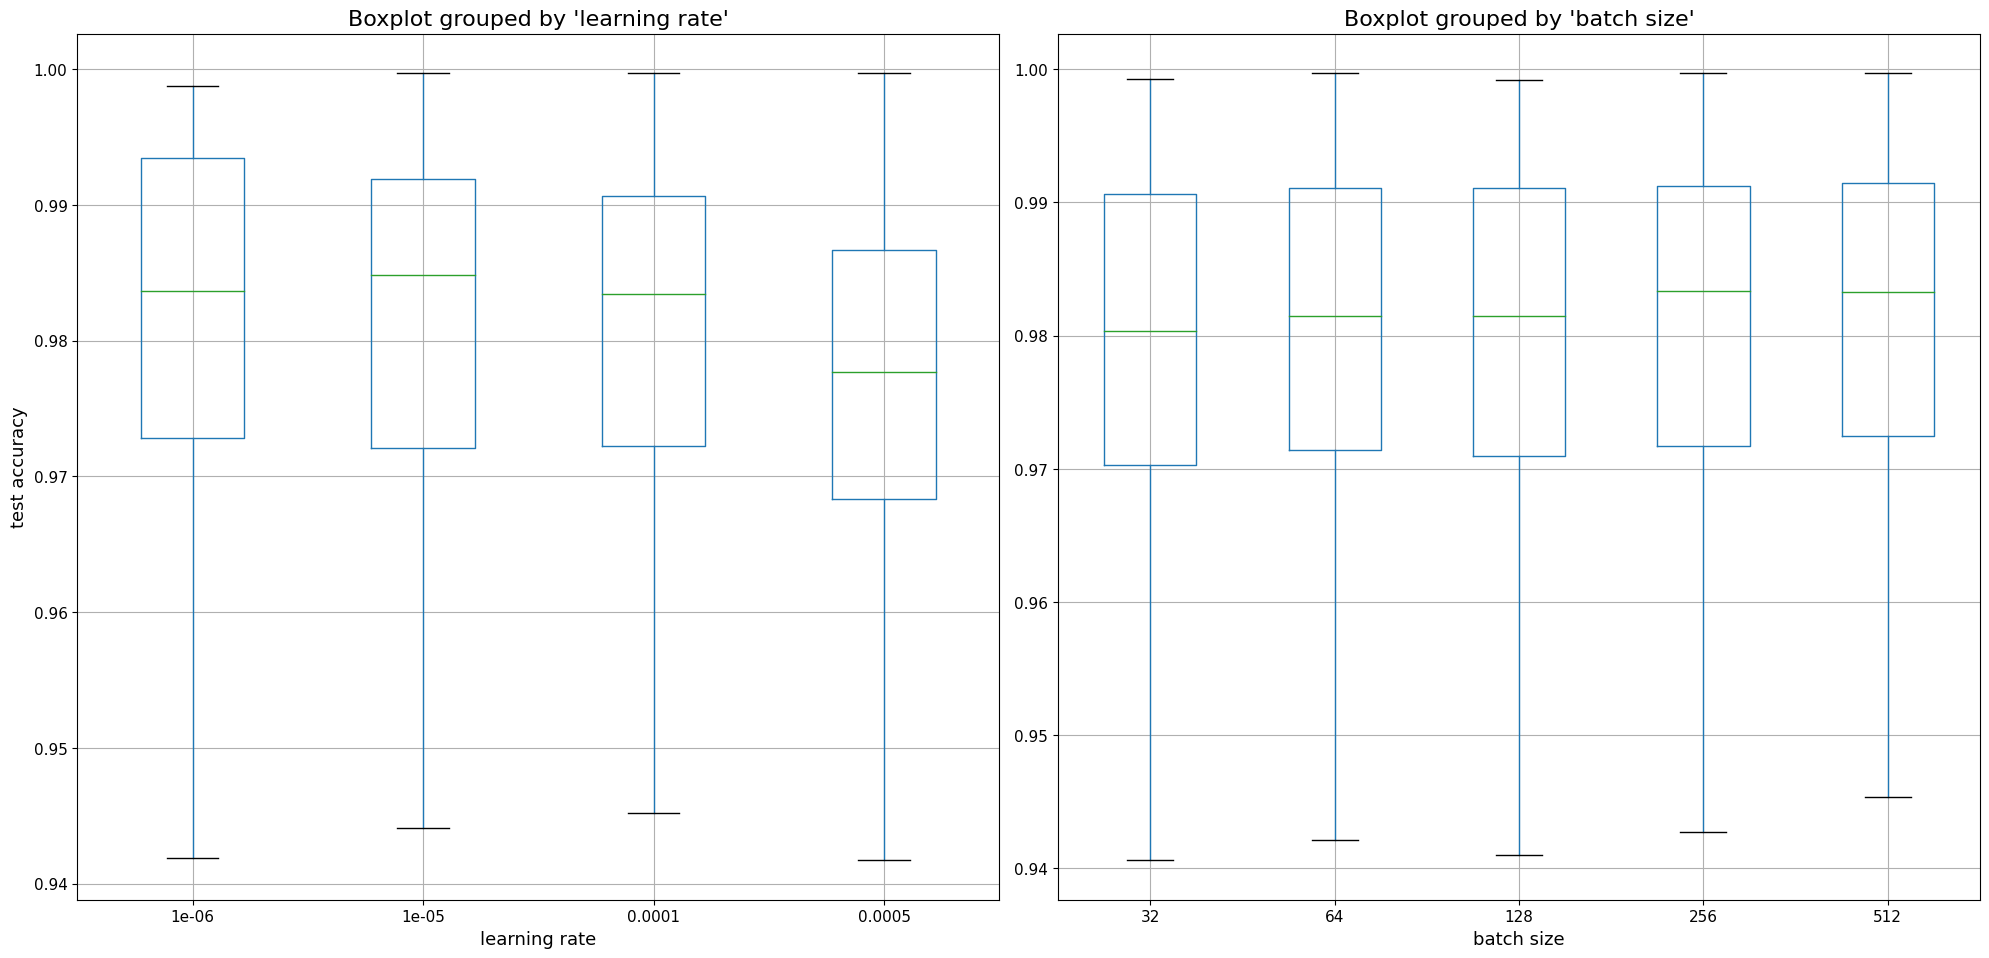 Boxplot grouped by 'learning rate'
test accuracy
1.00
0.99
0.98
0.97
0.96
0.95
0.94
1e-06 1e-05 0.0001 0.0005
learning rate
Boxplot grouped by 'batch size'
1.00
0.99
0.98
0.97
0.96
0.95
0.94
32 64 128 256 512
batch size